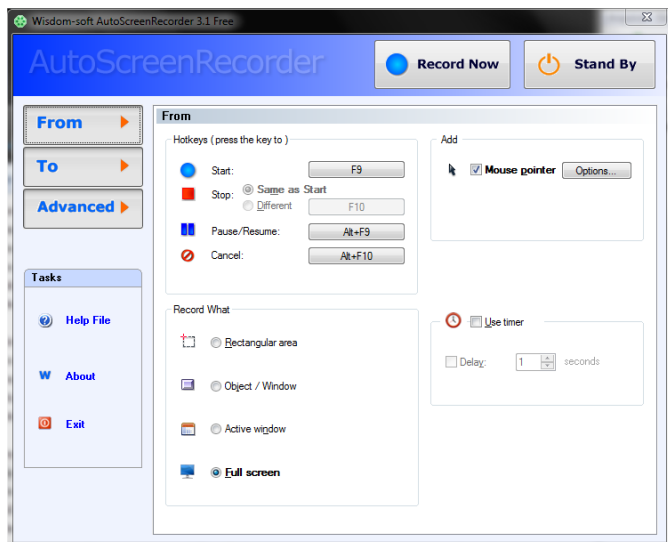 Wisdom-soft AutoScreenRecorder 3.1 Free
AutoScreenRecorder
Record Now
Stand By
From
To
Advanced
Tasks
Help File
W About
Exit
From
Hotkeys ( press the key to )
Start: F9
Stop: Same as Start
Different F10
Pause/Resume: Alt+F9
Cancel: Alt+F10
Add
Mouse pointer Options...
Record What
Rectangular area
Object / Window
Active window
Full screen
Use timer
Delay: 1 seconds